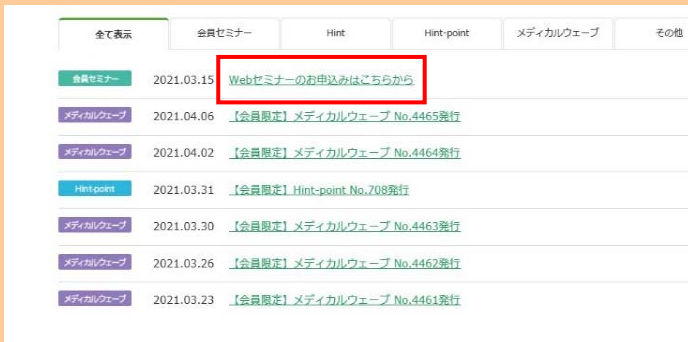 全て表示 会員セミナー Hint Hint-point メディカルウェーブ その他
会員セミナー 2021.03.15 Webセミナーのお申込みはこちらから
メディカルウェーブ 2021.04.06 【会員限定】メディカルウェーブ No.4465発行
メディカルウェーブ 2021.04.02 【会員限定】メディカルウェーブ No.4464発行
Hint-point 2021.03.31 【会員限定】Hint-point No.708発行
メディカルウェーブ 2021.03.30 【会員限定】メディカルウェーブ No.4463発行
メディカルウェーブ 2021.03.26 【会員限定】メディカルウェーブ No.4462発行
メディカルウェーブ 2021.03.23 【会員限定】メディカルウェーブ No.4461発行